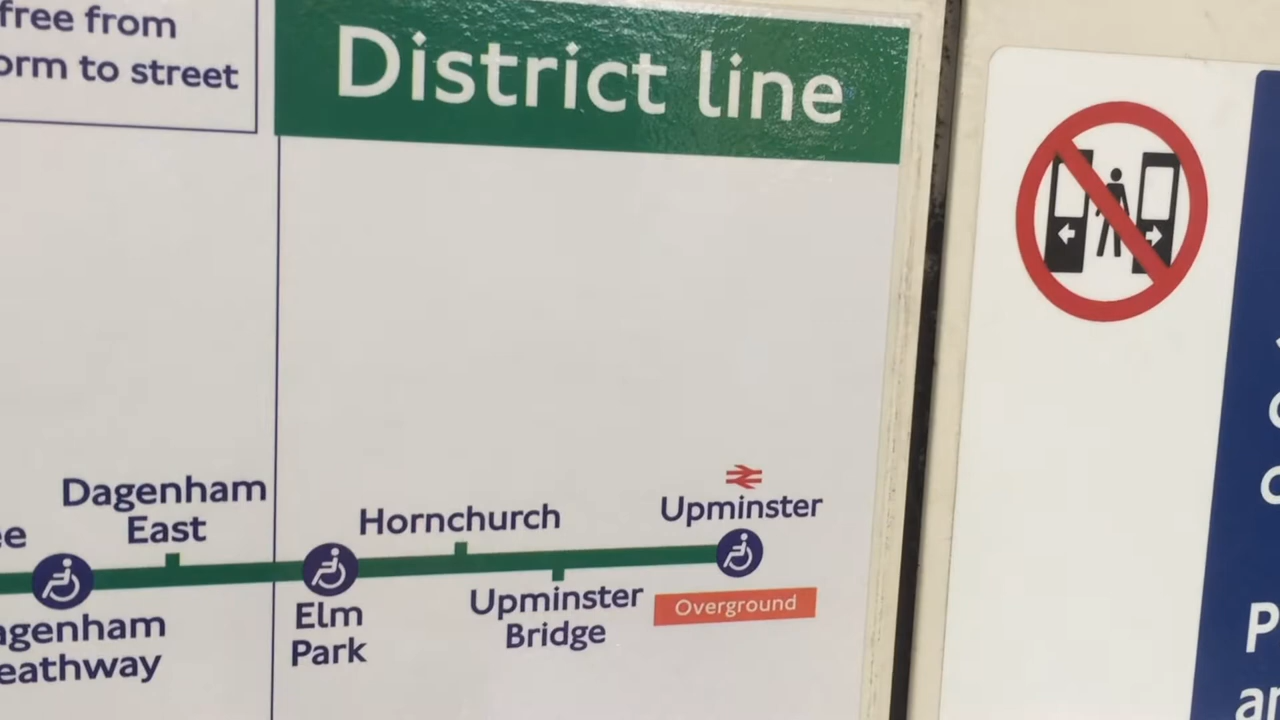 free from
orm to street
District line
Dagenham
East
Hornchurch
Upminster
Elm
Park
Upminster
Bridge
Overground
agenham
eathway